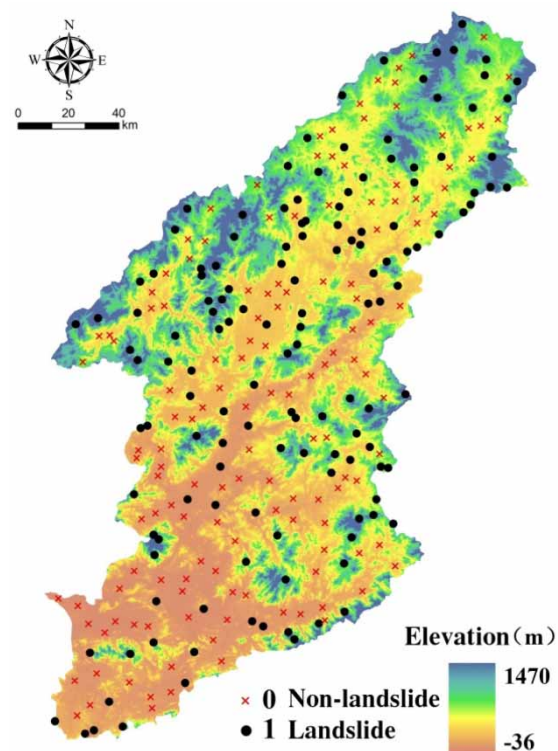 N
W E
S
0 20 40
km
Elevation（m）
1470
-36
0 Non-landslide
1 Landslide